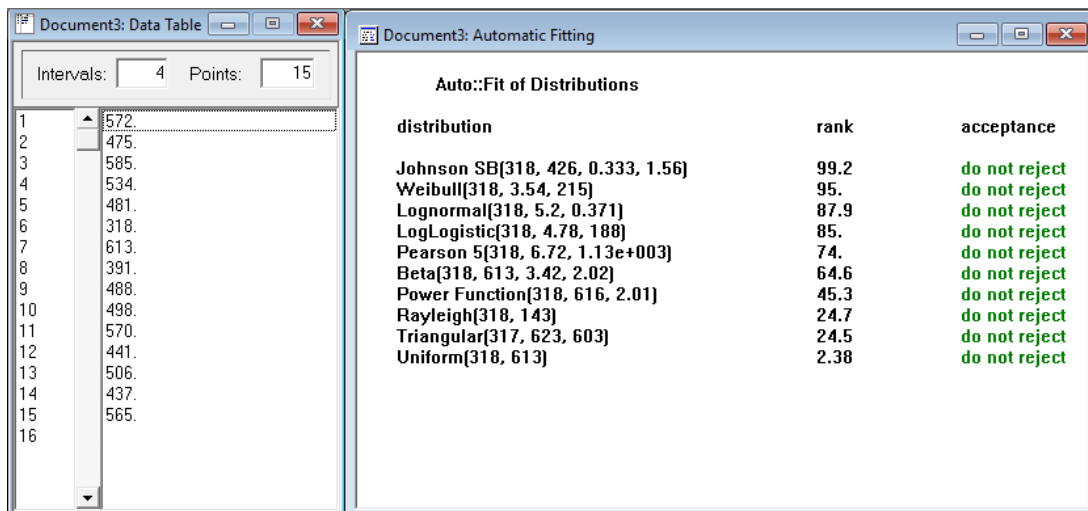 Document3: Data Table
Intervals: 4 Points: 15
1 572.
2 475.
3 585.
4 534.
5 481.
6 318.
7 613.
8 391.
9 488.
10 498.
11 570.
12 441.
13 506.
14 437.
15 565.
16
Document3: Automatic Fitting
Auto::Fit of Distributions
distribution rank acceptance
Johnson SB(318, 426, 0.333, 1.56) 99.2 do not reject
Weibull(318, 3.54, 215) 95. do not reject
Lognormal(318, 5.2, 0.371) 87.9 do not reject
LogLogistic(318, 4.78, 188) 85. do not reject
Pearson 5(318, 6.72, 1.13e+003) 74. do not reject
Beta(318, 613, 3.42, 2.02) 64.6 do not reject
Power Function(318, 616, 2.01) 45.3 do not reject
Rayleigh(318, 143) 24.7 do not reject
Triangular(317, 623, 603) 24.5 do not reject
Uniform(318, 613) 2.38 do not reject